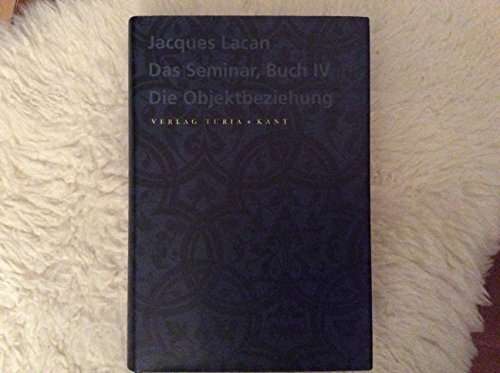 Jacques Lacan
Das Seminar, Buch IV
Die Objektbeziehung
VERLAG TURIA + KANT